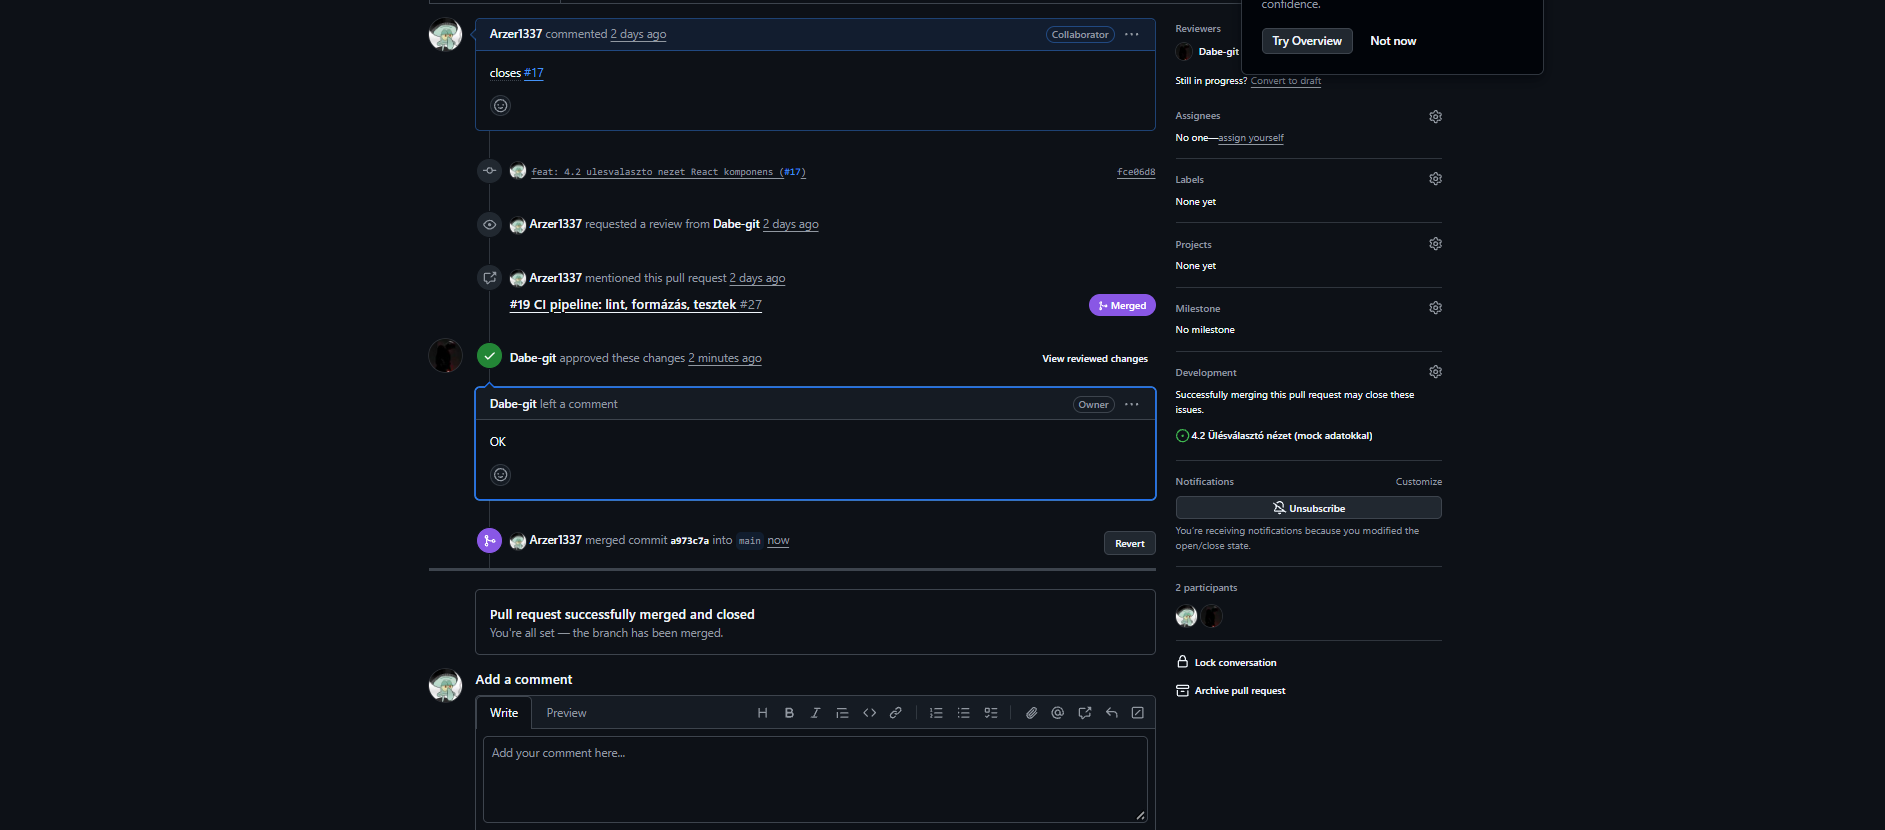 confidence.
Try Overview Not now
Arzer1337 commented 2 days ago Collaborator
closes #17
feat: 4.2 ulesvalaszto nezet React komponens (#17) fce06d8
Arzer1337 requested a review from Dabe-git 2 days ago
Arzer1337 mentioned this pull request 2 days ago
#19 CI pipeline: lint, formázás, tesztek #27 Merged
Dabe-git approved these changes 2 minutes ago View reviewed changes
Dabe-git left a comment Owner
OK
Arzer1337 merged commit a973c7a into main now Revert
Pull request successfully merged and closed
You're all set — the branch has been merged.
Add a comment
Write Preview
Add your comment here...
Reviewers
Dabe-git
Still in progress? Convert to draft
Assignees
No one—assign yourself
Labels
None yet
Projects
None yet
Milestone
No milestone
Development
Successfully merging this pull request may close these
issues.
4.2 Ülésválasztó nézet (mock adatokkal)
Notifications Customize
Unsubscribe
You're receiving notifications because you modified the
open/close state.
2 participants
Lock conversation
Archive pull request